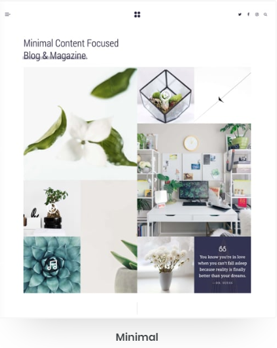 Minimal Content Focused
Blog & Magazine.
You know you're in love
when you can't fall asleep
because reality is finally
better than your dreams.
Minimal